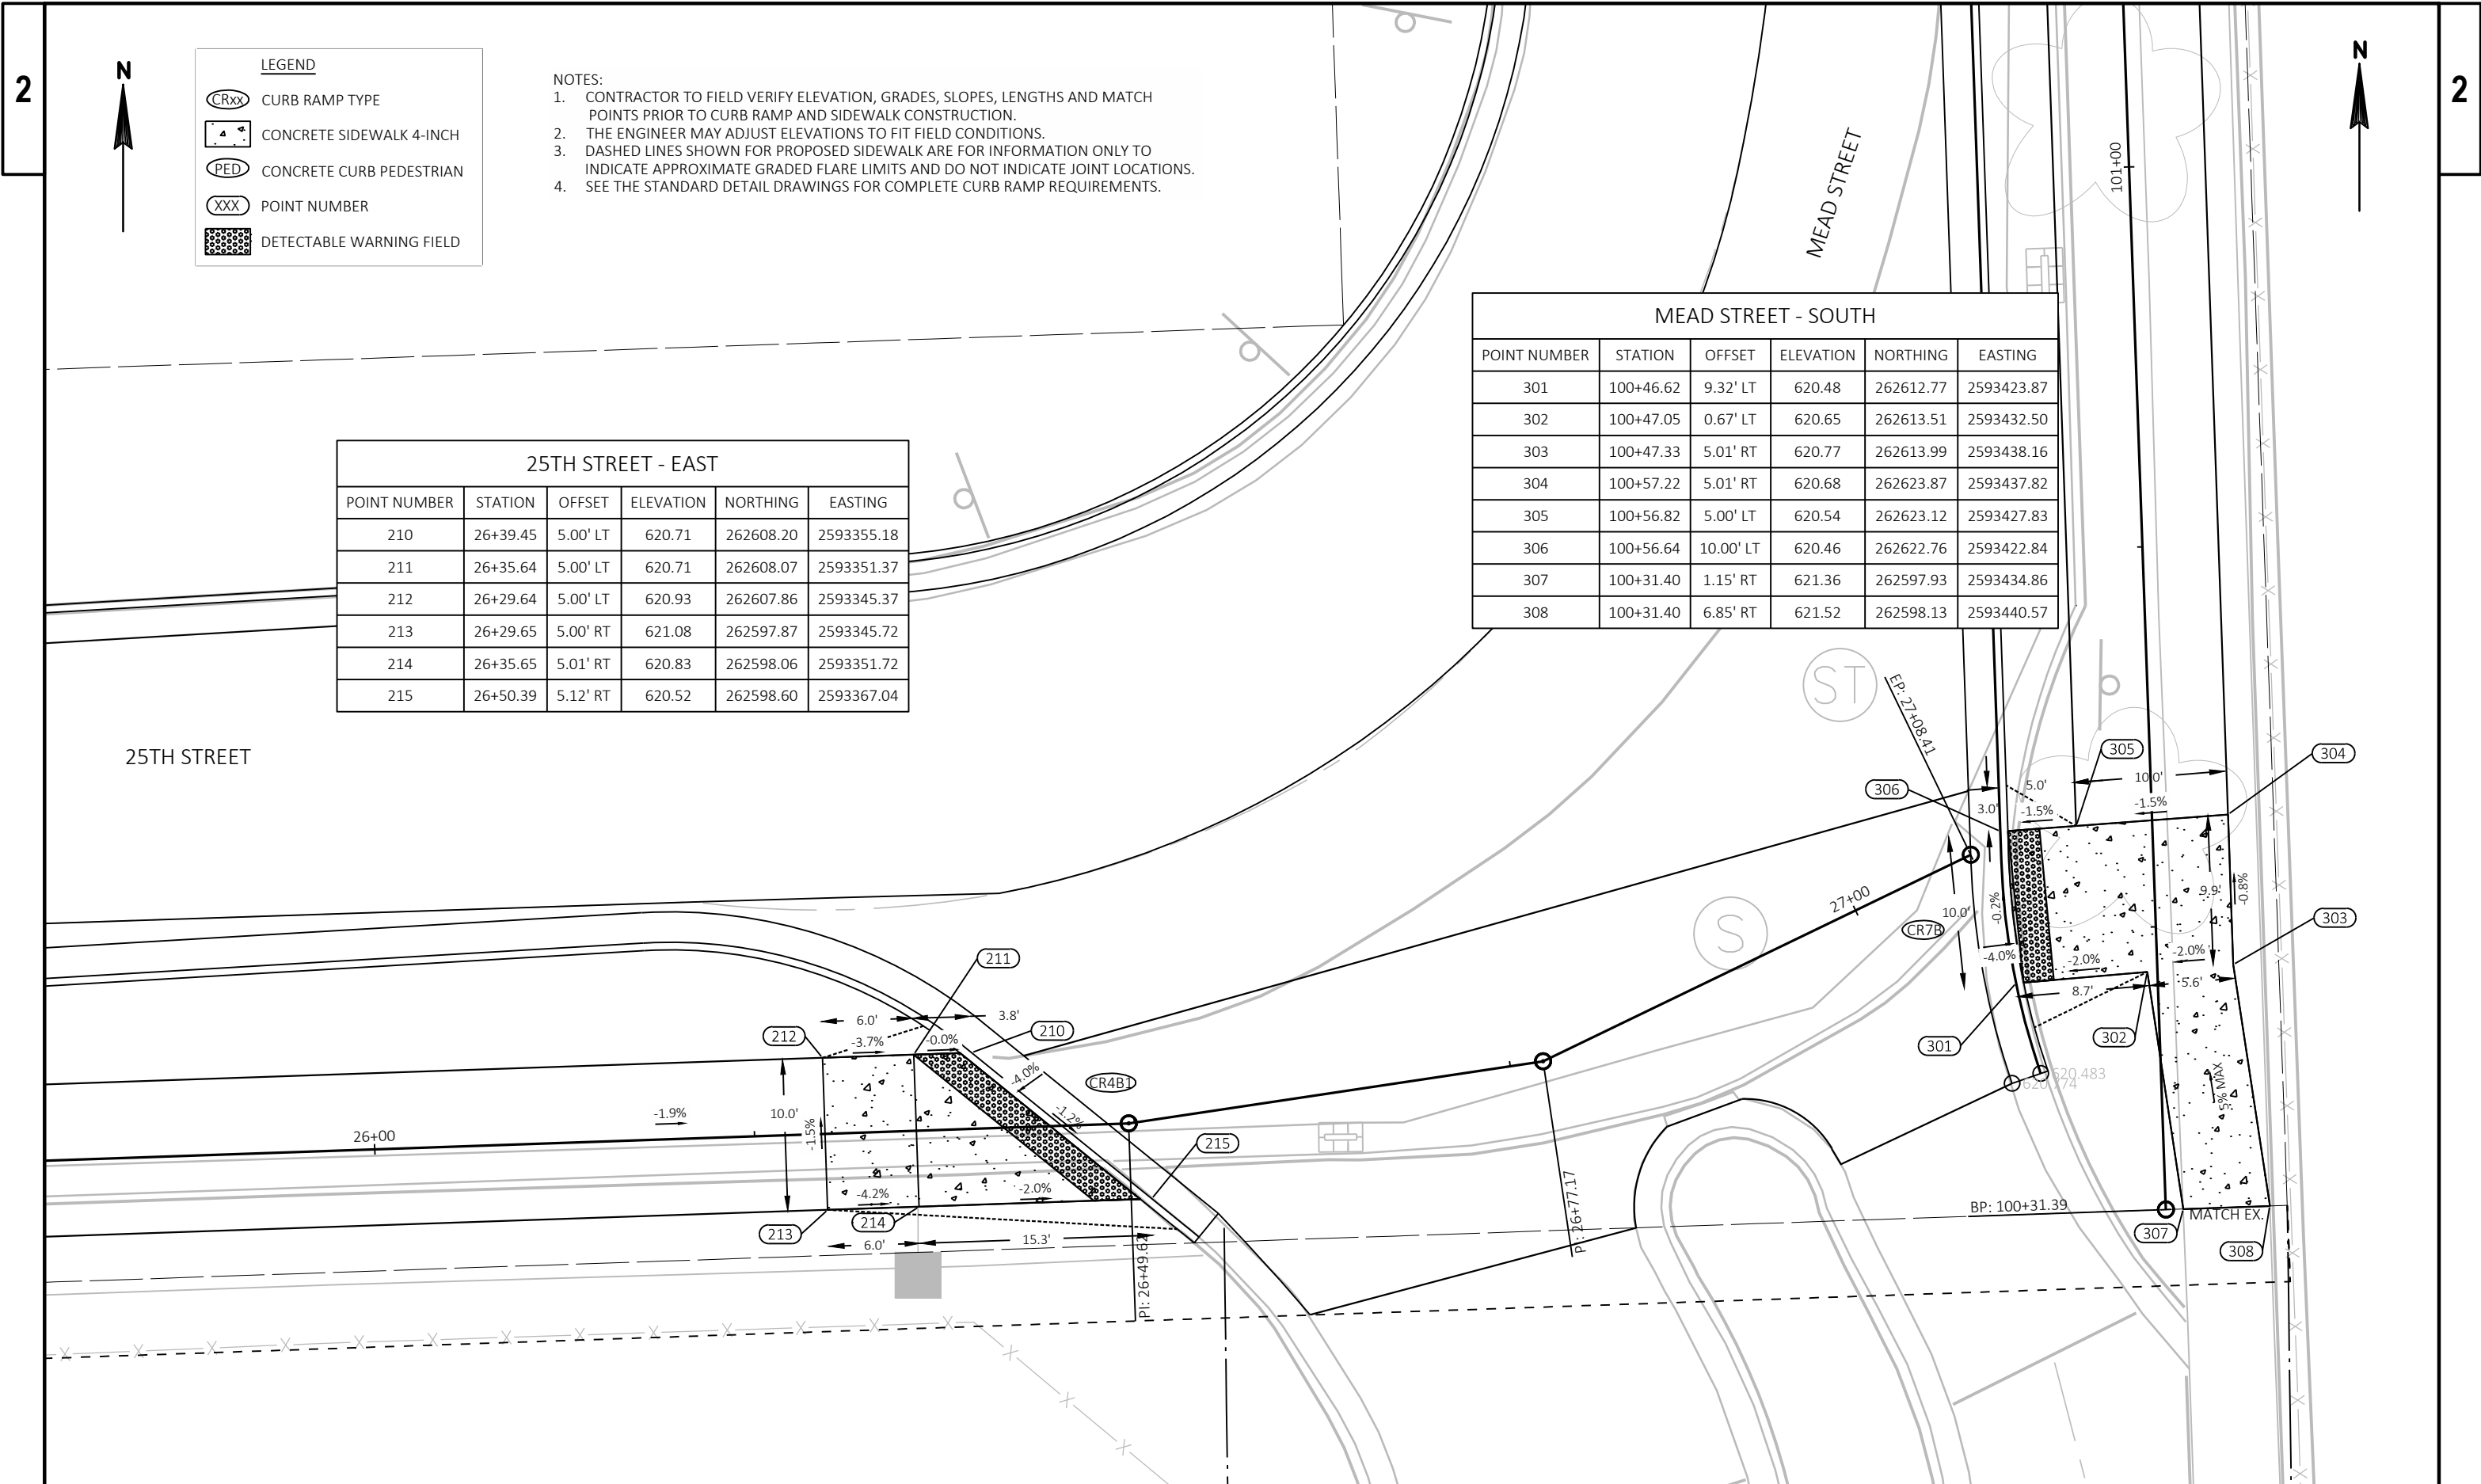 2
2
N
N
LEGEND
CRxx CURB RAMP TYPE
CONCRETE SIDEWALK 4-INCH
PED CONCRETE CURB PEDESTRIAN
XXX POINT NUMBER
DETECTABLE WARNING FIELD
NOTES:
1. CONTRACTOR TO FIELD VERIFY ELEVATION, GRADES, SLOPES, LENGTHS AND MATCH
POINTS PRIOR TO CURB RAMP AND SIDEWALK CONSTRUCTION.
2. THE ENGINEER MAY ADJUST ELEVATIONS TO FIT FIELD CONDITIONS.
3. DASHED LINES SHOWN FOR PROPOSED SIDEWALK ARE FOR INFORMATION ONLY TO
INDICATE APPROXIMATE GRADED FLARE LIMITS AND DO NOT INDICATE JOINT LOCATIONS.
4. SEE THE STANDARD DETAIL DRAWINGS FOR COMPLETE CURB RAMP REQUIREMENTS.
MEAD STREET
101+00
MEAD STREET - SOUTH
POINT NUMBER STATION OFFSET ELEVATION NORTHING EASTING
301 100+46.62 9.32' LT 620.48 262612.77 2593423.87
302 100+47.05 0.67' LT 620.65 262613.51 2593432.50
303 100+47.33 5.01' RT 620.77 262613.99 2593438.16
304 100+57.22 5.01' RT 620.68 262623.87 2593437.82
305 100+56.82 5.00' LT 620.54 262623.12 2593427.83
306 100+56.64 10.00' LT 620.46 262622.76 2593422.84
307 100+31.40 1.15' RT 621.36 262597.93 2593434.86
308 100+31.40 6.85' RT 621.52 262598.13 2593440.57
25TH STREET - EAST
POINT NUMBER STATION OFFSET ELEVATION NORTHING EASTING
210 26+39.45 5.00' LT 620.71 262608.20 2593355.18
211 26+35.64 5.00' LT 620.71 262608.07 2593351.37
212 26+29.64 5.00' LT 620.93 262607.86 2593345.37
213 26+29.65 5.00' RT 621.08 262597.87 2593345.72
214 26+35.65 5.01' RT 620.83 262598.06 2593351.72
215 26+50.39 5.12' RT 620.52 262598.60 2593367.04
25TH STREET
ST
EP: 27+08.41
305
304
306
5.0'
10.0'
3.0'
-1.5%
-1.5%
27+00
S
CR7B
10.0'
-0.2%
9.9'
-0.8%
303
-4.0%
-2.0%
-2.0%
8.7'
5.6'
301
302
620.483
620.774
5% MAX
211
6.0'
3.8'
212
210
-3.7%
-0.0%
-4.0%
CR4B1
-1.9%
10.0'
-1.5%
-1.2%
26+00
215
-4.2%
-2.0%
213
214
6.0'
15.3'
PI: 26+49.62
PI: 26+77.17
BP: 100+31.39
MATCH EX.
307
308